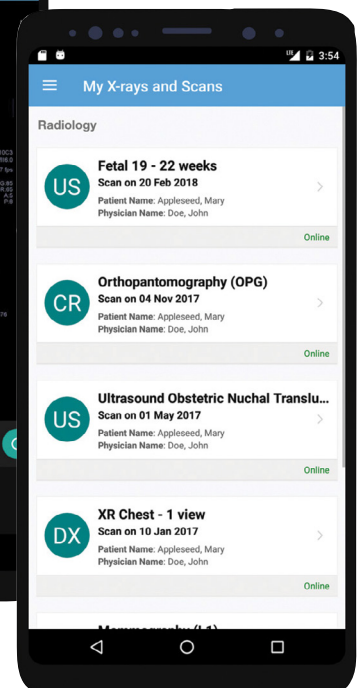 3:54
My X-rays and Scans
Radiology
US
Fetal 19 - 22 weeks
Scan on 20 Feb 2018
Patient Name: Appleseed, Mary
Physician Name: Doe, John
Online
CR
Orthopantomography (OPG)
Scan on 04 Nov 2017
Patient Name: Appleseed, Mary
Physician Name: Doe, John
Online
US
Ultrasound Obstetric Nuchal Translu...
Scan on 01 May 2017
Patient Name: Appleseed, Mary
Physician Name: Doe, John
Online
DX
XR Chest - 1 view
Scan on 10 Jan 2017
Patient Name: Appleseed, Mary
Physician Name: Doe, John
Online